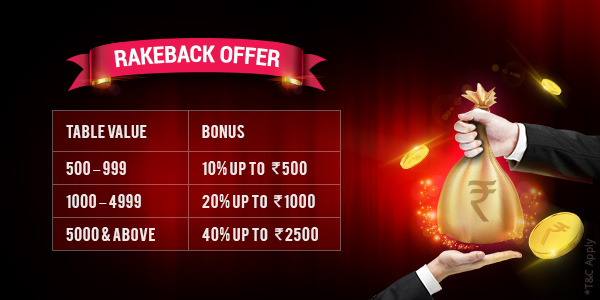 RAKEBACK OFFER
TABLE VALUE BONUS
500 – 999 10% UP TO ₹500
1000 – 4999 20% UP TO ₹1000
5000 & ABOVE 40% UP TO ₹2500
₹
₹
*T&C Apply